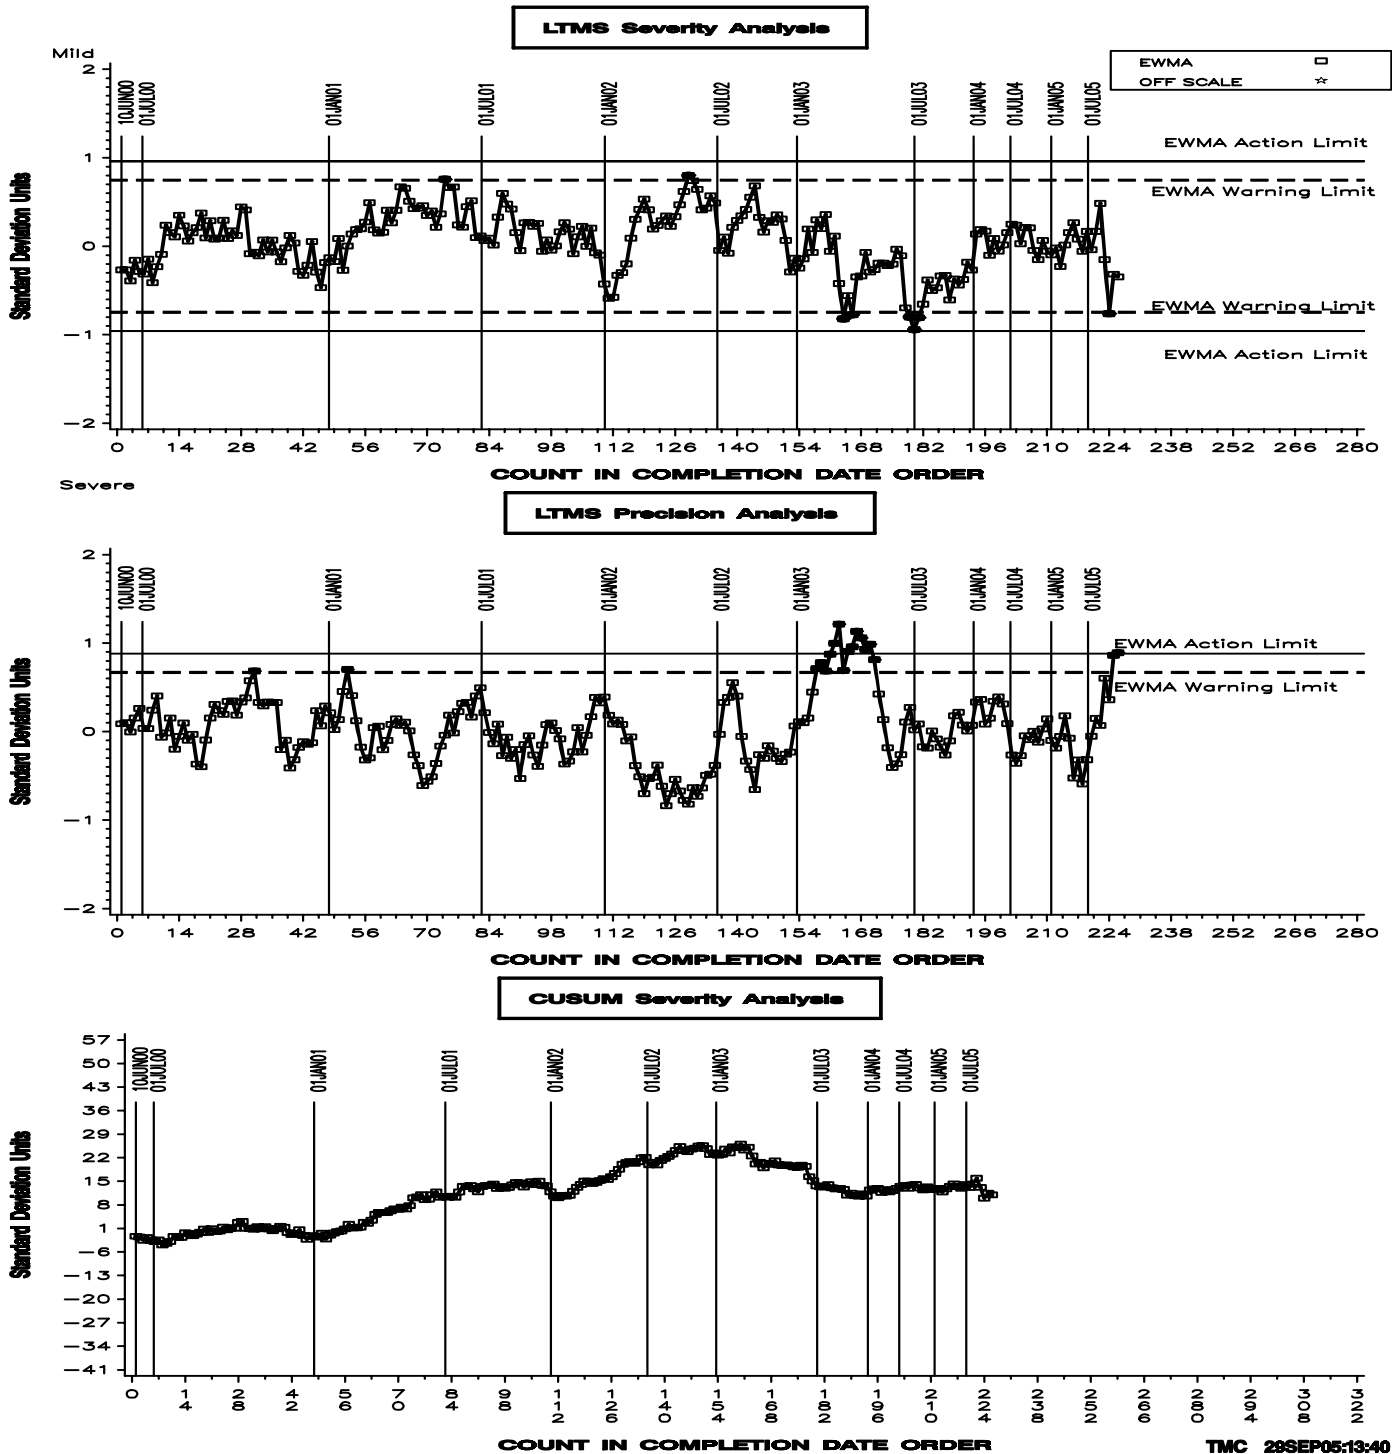 LTMS Severity Analysis
Mild
EWMA
OFF SCALE
2
1
0
−1
−2
Standard Deviation Units
10JUN00 01JUL00 01JAN01 01JUL01 01JAN02 01JUL02 01JAN03 01JUL03 01JAN04 01JUL04 01JAN05 01JUL05
EWMA Action Limit
EWMA Warning Limit
EWMA Warning Limit
EWMA Action Limit
0 14 28 42 56 70 84 98 112 126 140 154 168 182 196 210 224 238 252 266 280
COUNT IN COMPLETION DATE ORDER
Severe
LTMS Precision Analysis
2
1
0
−1
−2
Standard Deviation Units
10JUN00 01JUL00 01JAN01 01JUL01 01JAN02 01JUL02 01JAN03 01JUL03 01JAN04 01JUL04 01JAN05 01JUL05
EWMA Action Limit
EWMA Warning Limit
0 14 28 42 56 70 84 98 112 126 140 154 168 182 196 210 224 238 252 266 280
COUNT IN COMPLETION DATE ORDER
CUSUM Severity Analysis
57
50
43
36
29
22
15
8
1
−6
−13
−20
−27
−34
−41
Standard Deviation Units
10JUN00 01JUL00 01JAN01 01JUL01 01JAN02 01JUL02 01JAN03 01JUL03 01JAN04 01JUL04 01JAN05 01JUL05
0 14 28 42 56 70 84 98 112 126 140 154 168 182 196 210 224 238 252 266 280 294 308 322
COUNT IN COMPLETION DATE ORDER
TMC 29SEP05:13:40